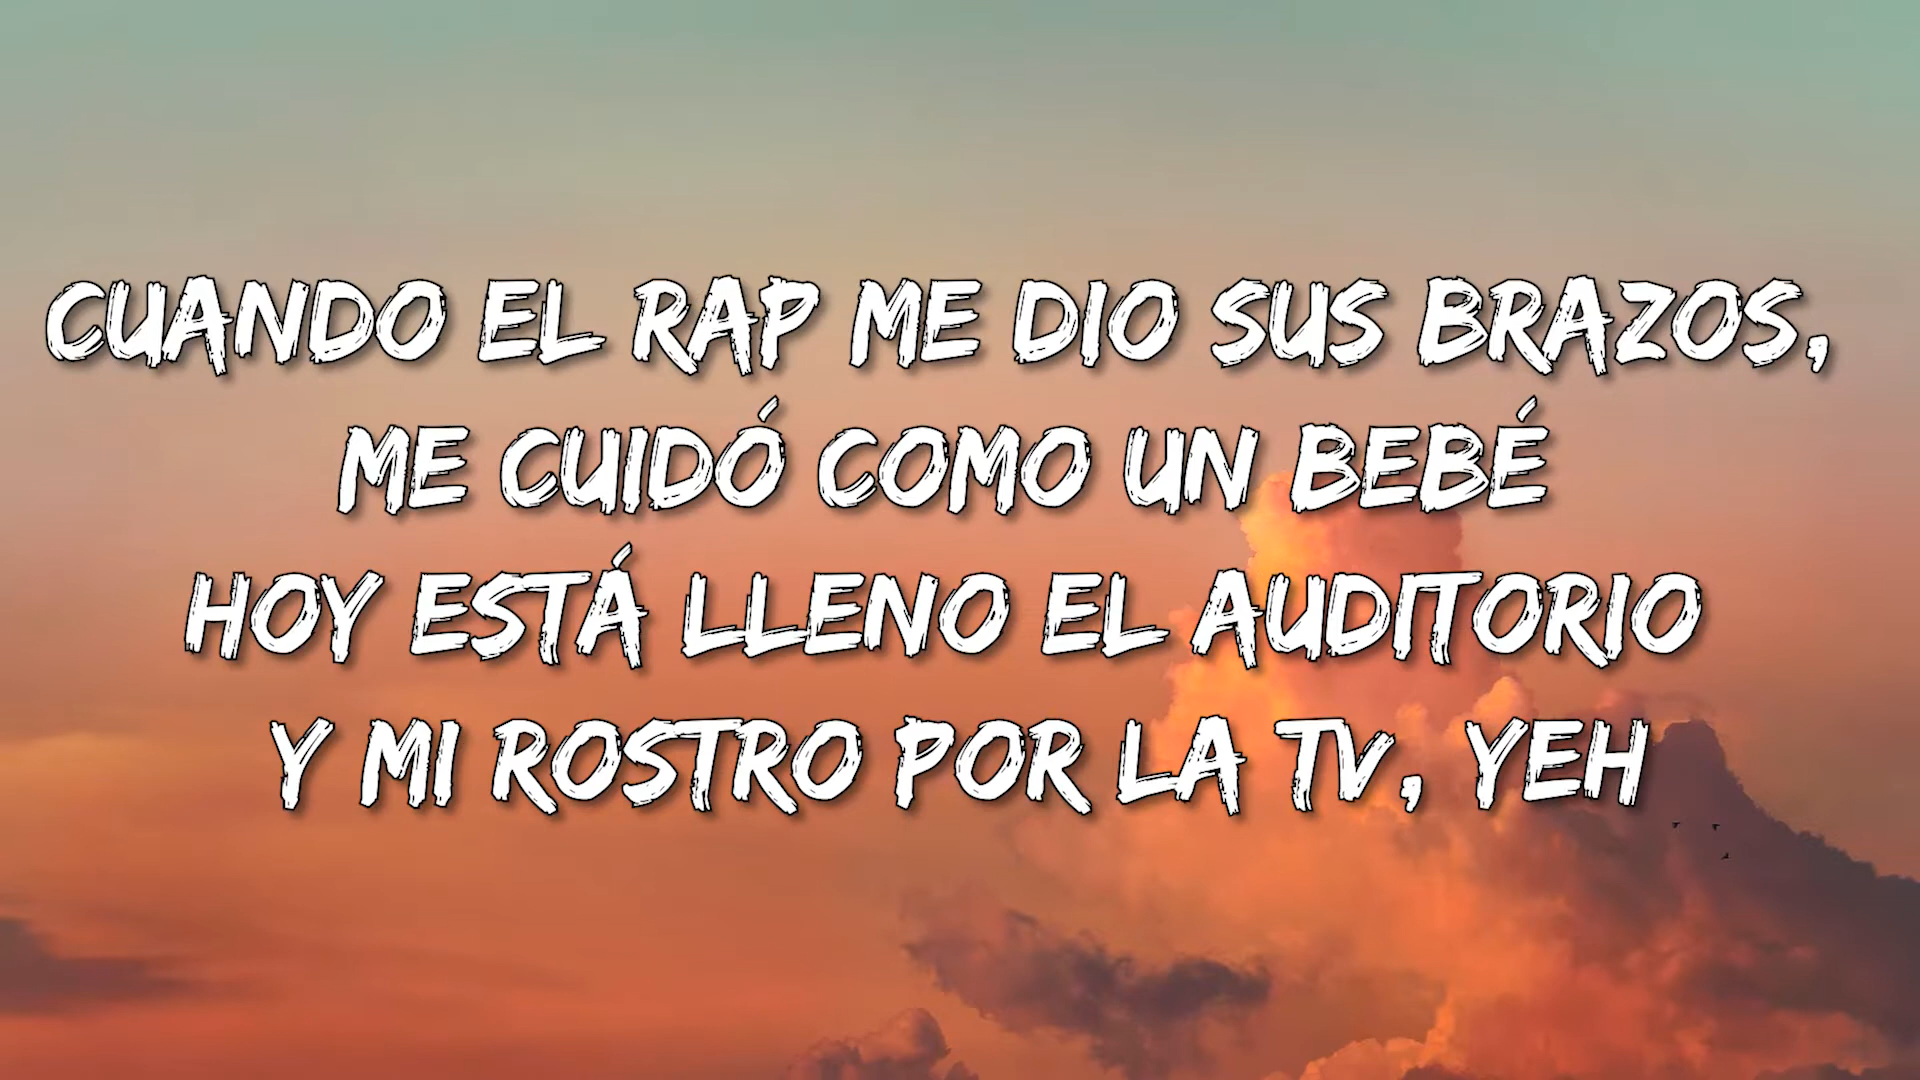 CUANDO EL RAP ME DIO SUS BRAZOS,
ME CUIDÓ COMO UN BEBÉ
HOY ESTÁ LLENO EL AUDITORIO
Y MI ROSTRO POR LA TV, YEH